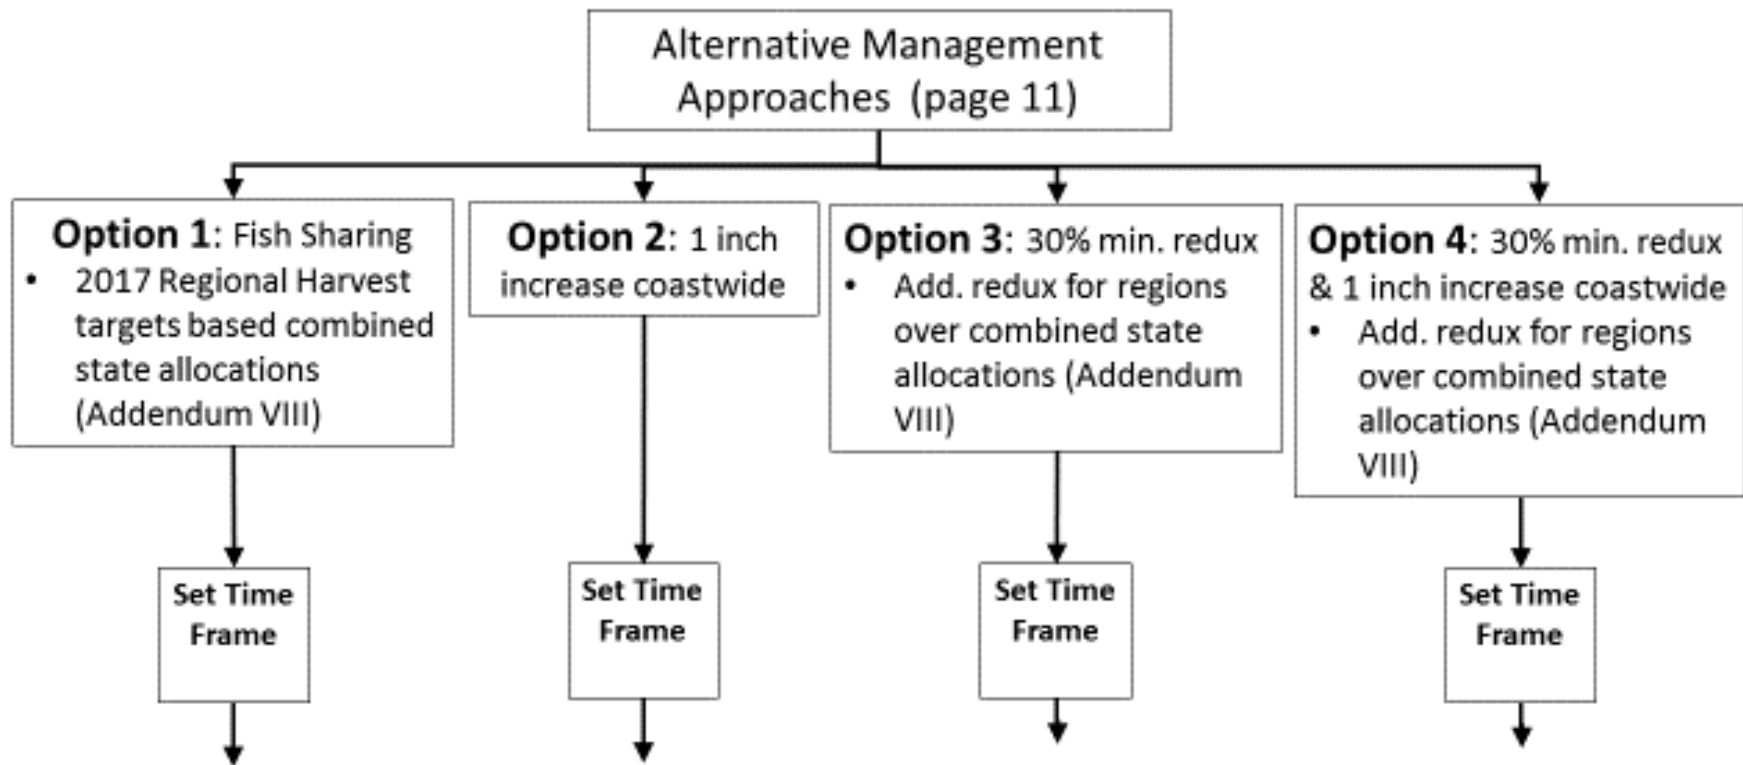 Alternative Management
Approaches (page 11)
Option 1: Fish Sharing
• 2017 Regional Harvest
targets based combined
state allocations
(Addendum VIII)
Option 2: 1 inch
increase coastwide
Option 3: 30% min. redux
• Add. redux for regions
over combined state
allocations (Addendum
VIII)
Option 4: 30% min. redux
& 1 inch increase coastwide
• Add. redux for regions
over combined state
allocations (Addendum
VIII)
Set Time
Frame
Set Time
Frame
Set Time
Frame
Set Time
Frame